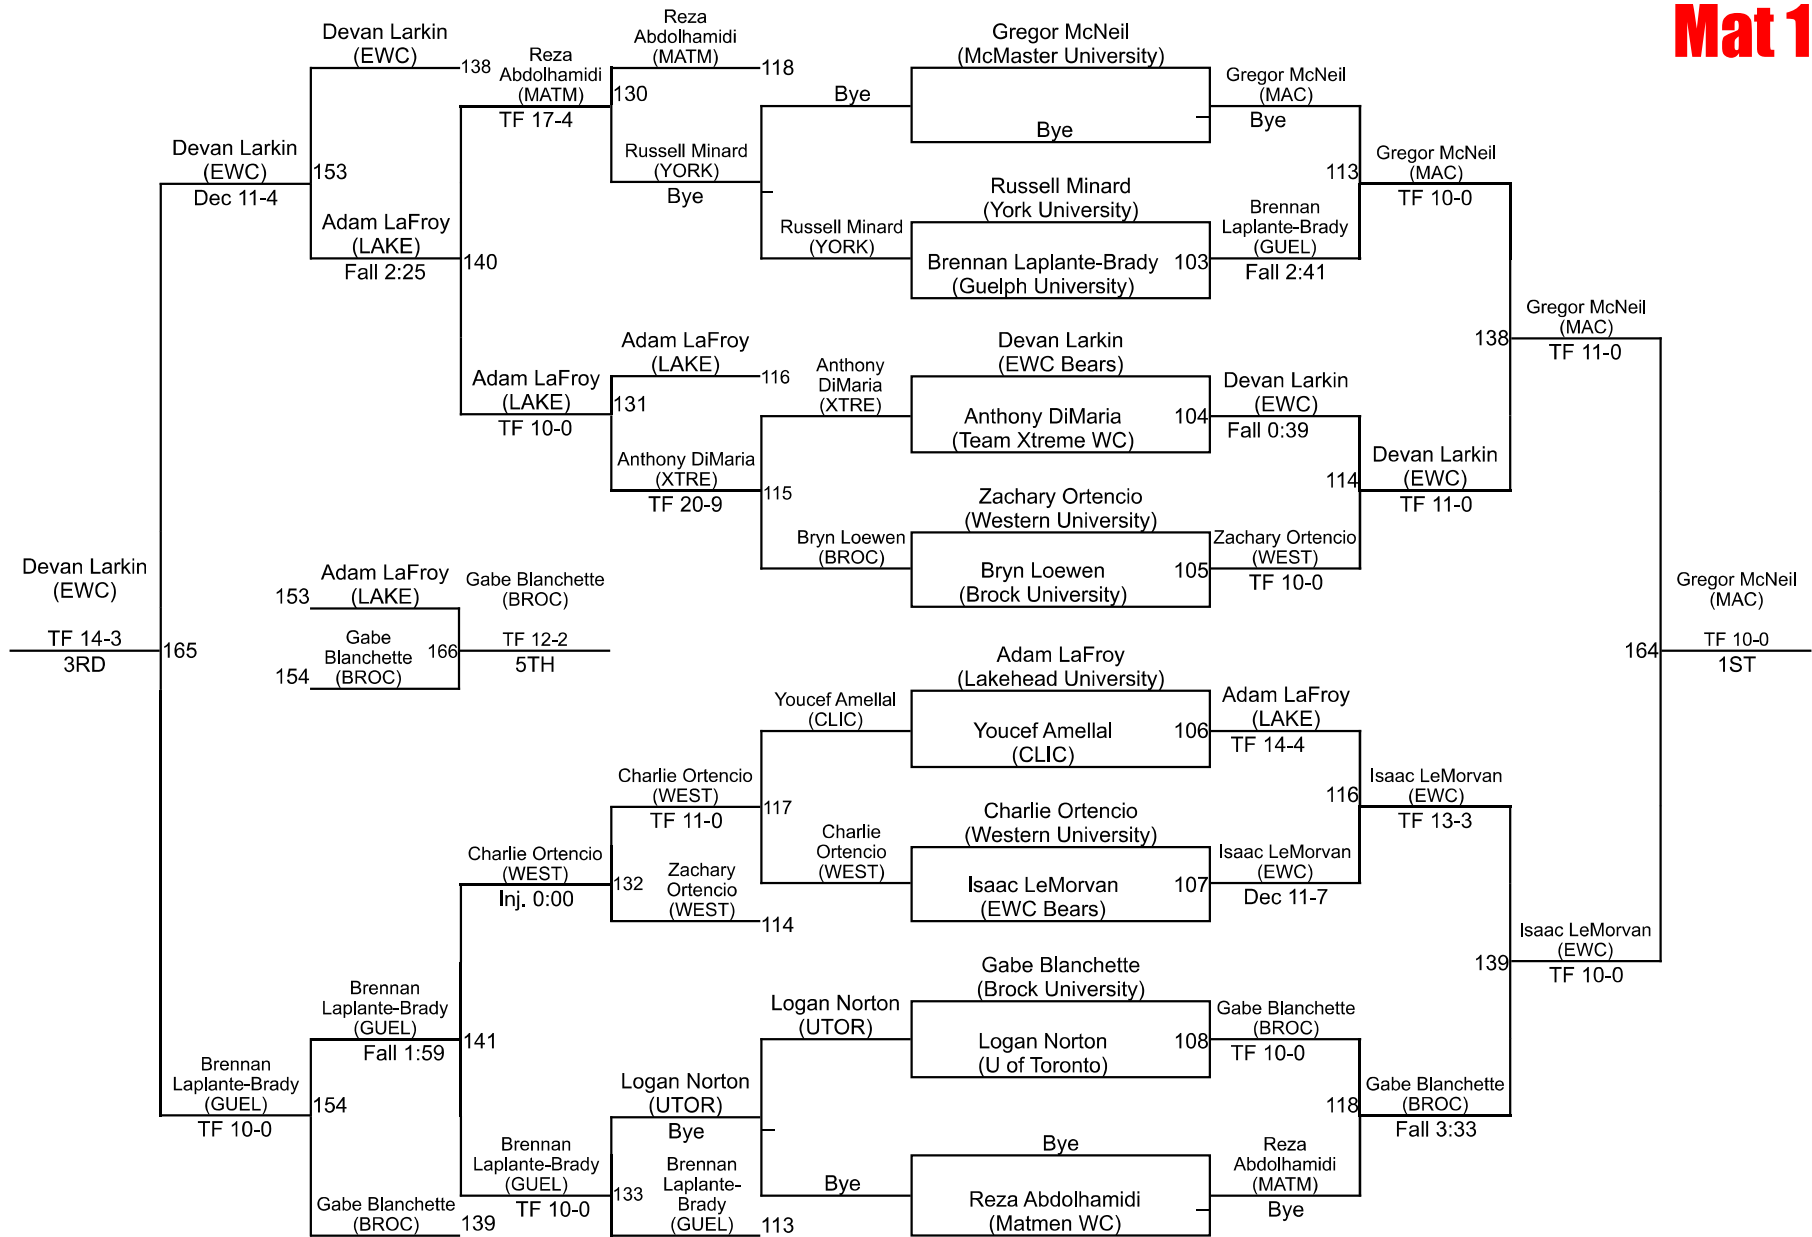 Mat 1
Devan Larkin
(EWC)
138
Reza
Abdolhamidi
(MATM)
TF 17-4
Reza
Abdolhamidi
(MATM)
118
130
Russell Minard
(YORK)
Bye
Bye
Gregor McNeil
(McMaster University)
Bye
Gregor McNeil
(MAC)
Bye
113
Gregor McNeil
(MAC)
TF 10-0
Devan Larkin
(EWC)
Dec 11-4
153
Adam LaFroy
(LAKE)
Fall 2:25
140
Russell Minard
(YORK)
Russell Minard
(York University)
Brennan Laplante-Brady
(Guelph University)
103
Brennan
Laplante-Brady
(GUEL)
Fall 2:41
138
Gregor McNeil
(MAC)
TF 11-0
Adam LaFroy
(LAKE)
TF 10-0
Adam LaFroy
(LAKE)
116
131
Anthony DiMaria
(XTRE)
TF 20-9
115
Anthony
DiMaria
(XTRE)
Devan Larkin
(EWC Bears)
Anthony DiMaria
(Team Xtreme WC)
104
Devan Larkin
(EWC)
Fall 0:39
114
Devan Larkin
(EWC)
TF 11-0
Bryn Loewen
(BROC)
Zachary Ortencio
(Western University)
Bryn Loewen
(Brock University)
105
Zachary Ortencio
(WEST)
TF 10-0
Devan Larkin
(EWC)
TF 14-3
3RD
165
153
Adam LaFroy
(LAKE)
154
Gabe
Blanchette
(BROC)
166
Gabe Blanchette
(BROC)
TF 12-2
5TH
164
Gregor McNeil
(MAC)
TF 10-0
1ST
Youcef Amellal
(CLIC)
Adam LaFroy
(Lakehead University)
Youcef Amellal
(CLIC)
106
Adam LaFroy
(LAKE)
TF 14-4
116
Isaac LeMorvan
(EWC)
TF 13-3
Charlie Ortencio
(WEST)
TF 11-0
117
Charlie
Ortencio
(WEST)
Charlie Ortencio
(Western University)
Isaac LeMorvan
(EWC Bears)
107
Isaac LeMorvan
(EWC)
Dec 11-7
Charlie Ortencio
(WEST)
Inj. 0:00
132
Zachary
Ortencio
(WEST)
114
139
Isaac LeMorvan
(EWC)
TF 10-0
Brennan
Laplante-Brady
(GUEL)
Fall 1:59
141
Logan Norton
(UTOR)
Gabe Blanchette
(Brock University)
Logan Norton
(U of Toronto)
108
Gabe Blanchette
(BROC)
TF 10-0
118
Gabe Blanchette
(BROC)
Fall 3:33
Brennan
Laplante-Brady
(GUEL)
TF 10-0
154
Gabe Blanchette
(BROC)
139
Brennan
Laplante-Brady
(GUEL)
TF 10-0
Logan Norton
(UTOR)
Bye
133
Brennan
Laplante-
Brady
(GUEL)
113
Bye
Bye
Reza Abdolhamidi
(Matmen WC)
Reza
Abdolhamidi
(MATM)
Bye